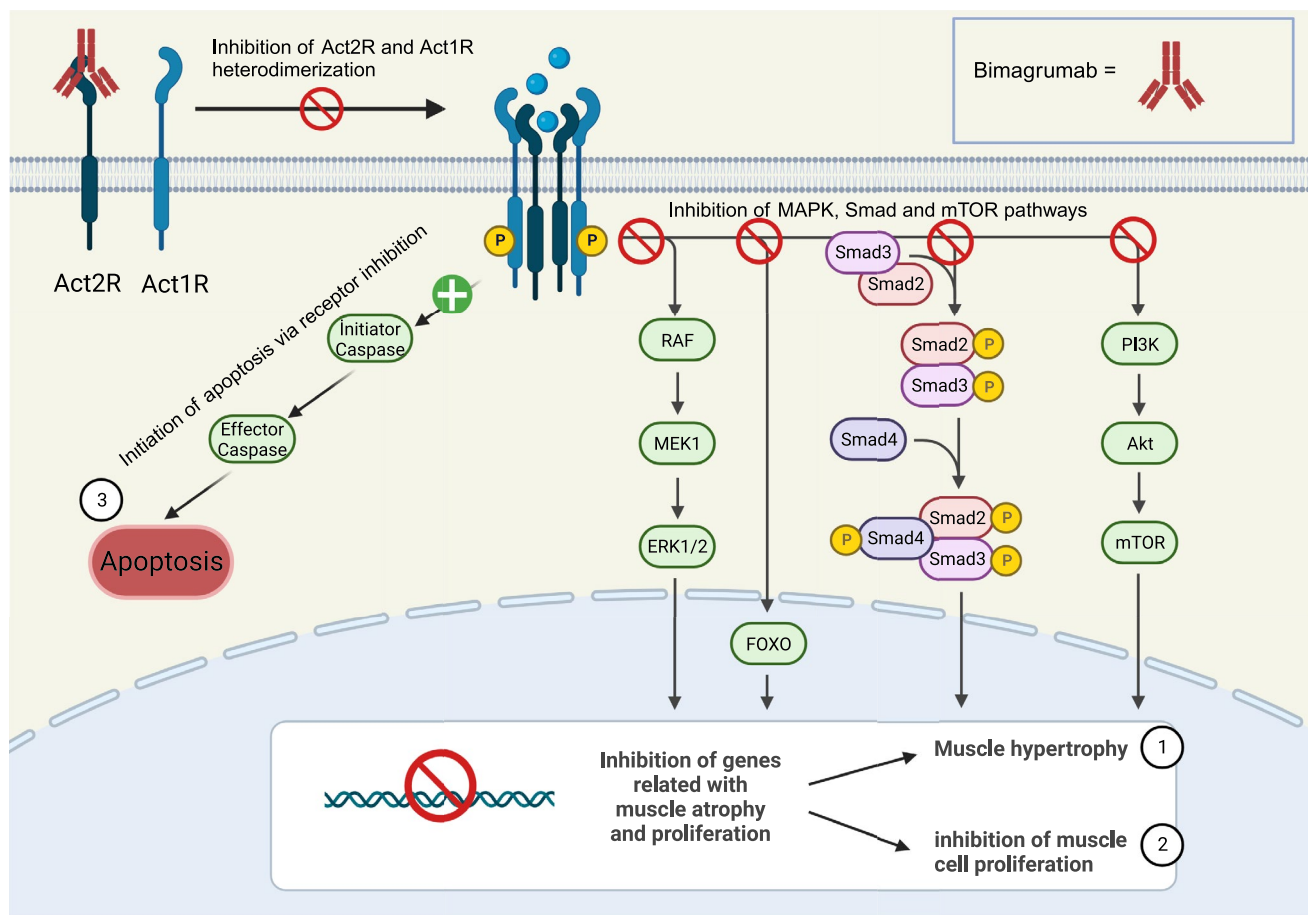 Inhibition of Act2R and Act1R
heterodimerization
Bimagrumab =
Act2R
Act1R
P
P
Inhibition of MAPK, Smad and mTOR pathways
Initiation of apoptosis via receptor inhibition
İnitiator
Caspase
Effector
Caspase
3
Apoptosis
RAF
MEK1
ERK1/2
FOXO
Smad3
Smad2
Smad2
P
Smad3
P
Smad4
Smad2
P
P
Smad4
Smad3
P
PI3K
Akt
mTOR
Inhibition of genes
related with
muscle atrophy
and proliferation
Muscle hypertrophy
1
inhibition of muscle
cell proliferation
2